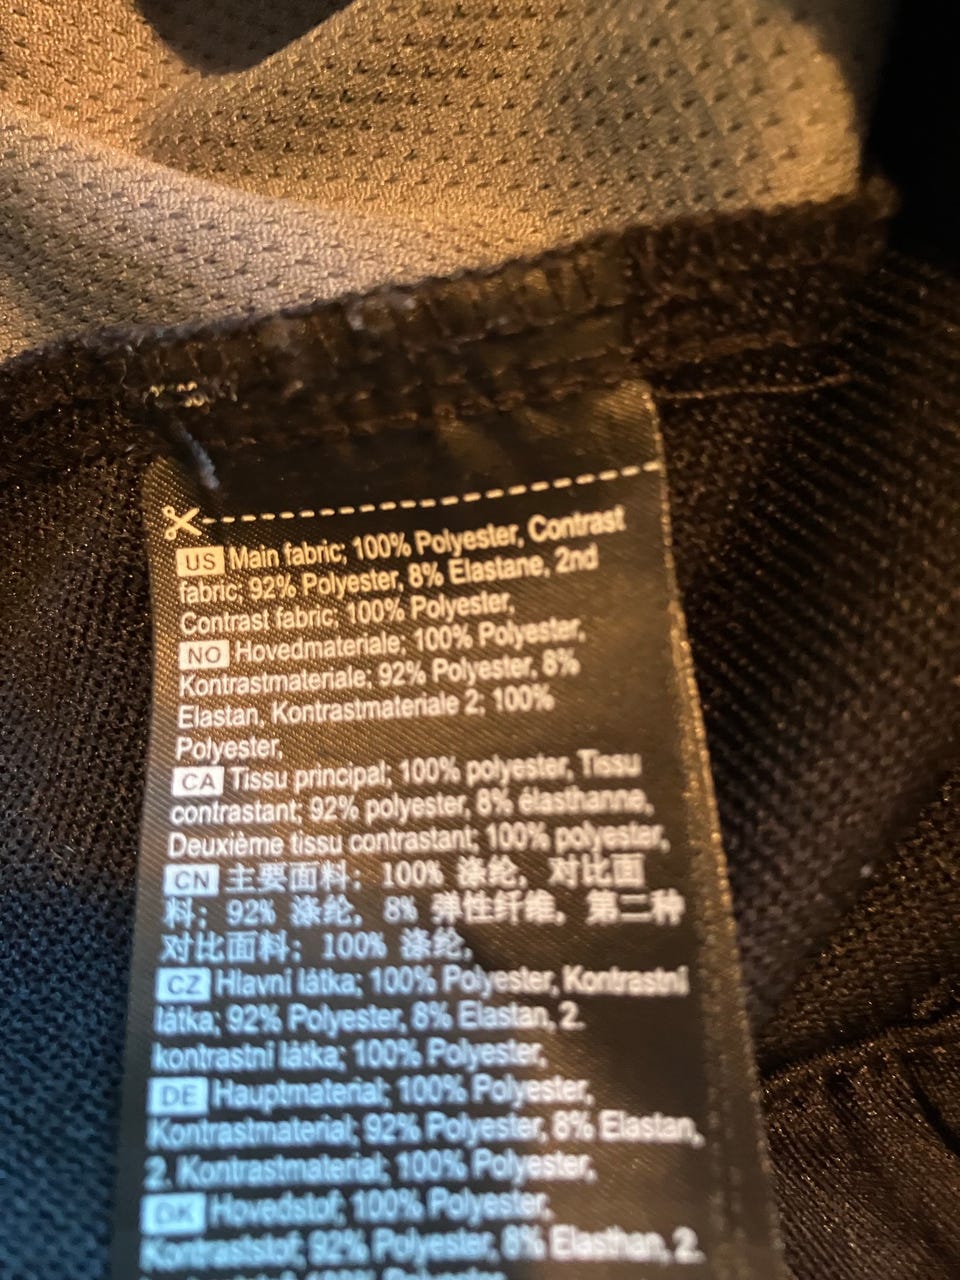 US Main fabric; 100% Polyester, Contrast
fabric; 92% Polyester, 8% Elastane, 2nd
Contrast fabric; 100% Polyester,
NO Hovedmateriale; 100% Polyester,
Kontrastmateriale; 92% Polyester, 8%
Elastan, Kontrastmateriale 2; 100%
Polyester,
CA Tissu principal; 100% polyester, Tissu
contrastant; 92% polyester, 8% élasthanne,
Deuxième tissu contrastant; 100% polyester,
CN 主要面料; 100% 涤纶, 对比面
料; 92% 涤纶, 8% 弹性纤维, 第二种
对比面料; 100% 涤纶,
CZ Hlavní látka; 100% Polyester, Kontrastní
látka; 92% Polyester, 8% Elastan, 2.
kontrastní látka; 100% Polyester,
DE Hauptmaterial; 100% Polyester,
Kontrastmaterial; 92% Polyester, 8% Elastan,
2. Kontrastmaterial; 100% Polyester,
DK Hovedstof; 100% Polyester,
Kontraststof; 92% Polyester, 8% Elasthan, 2.